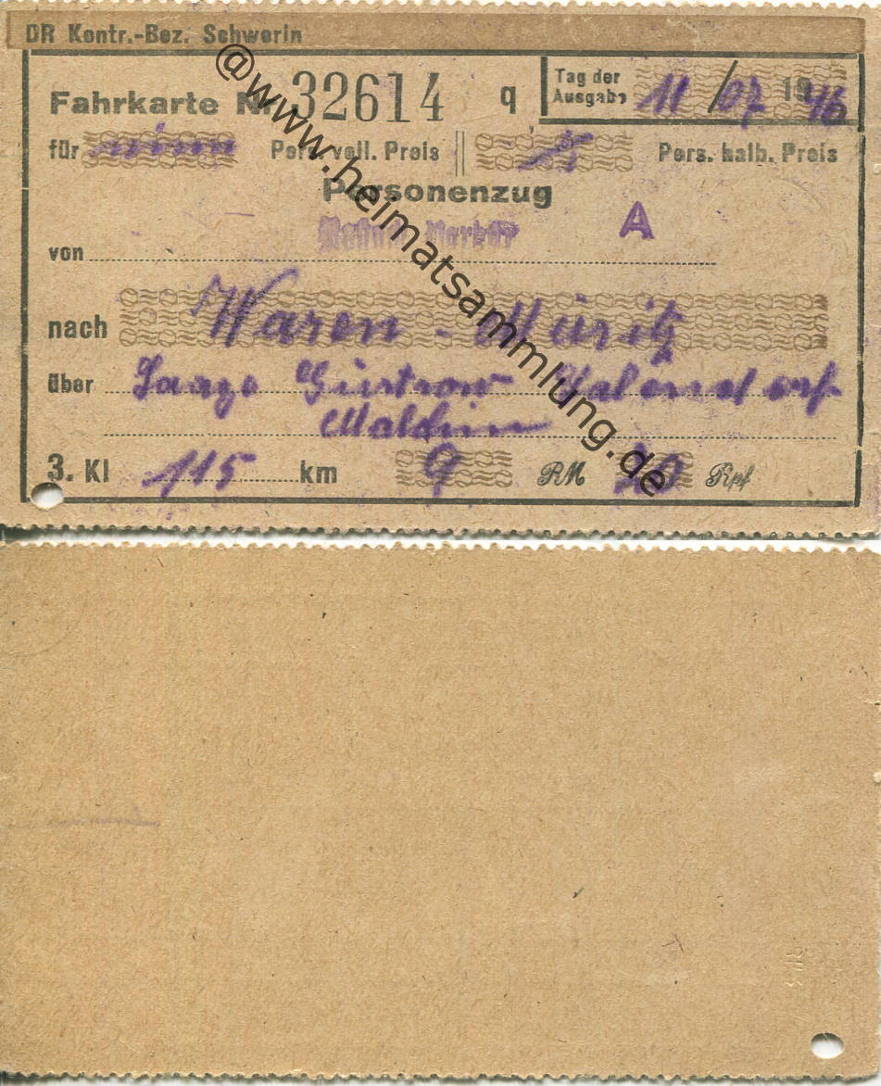 DR Kontr.-Bez. Schwerin
Fahrkarte Nr. 32614 q
Tag der Ausgabe 11/07 1946
für Pers. voll. Preis Pers. halb. Preis
Personenzug
A
von
nach Waren - Müritz
über Laage Güstrow
Malchin
3. Kl 115 km 9 RM 20 Rpf
@www.heimatsammlung.de